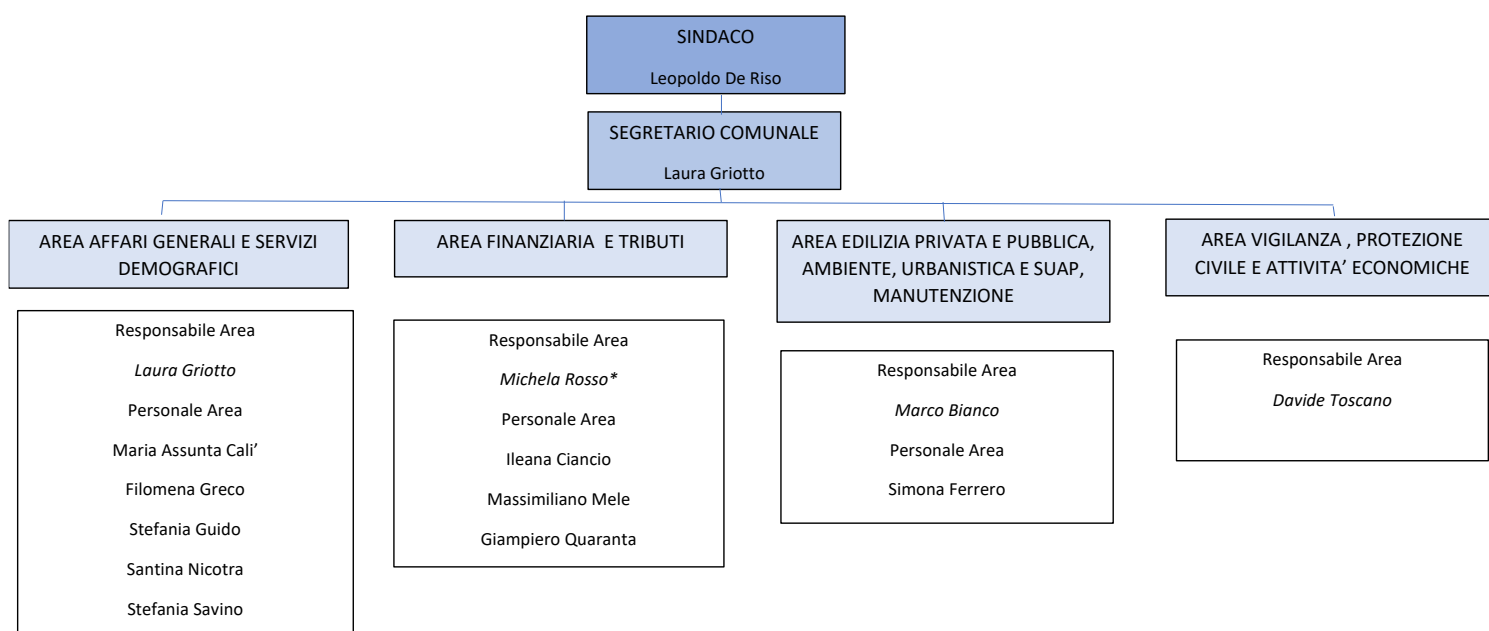 SINDACO
Leopoldo De Riso
SEGRETARIO COMUNALE
Laura Griotto
AREA AFFARI GENERALI E SERVIZI
DEMOGRAFICI
Responsabile Area
Laura Griotto
Personale Area
Maria Assunta Cali’
Filomena Greco
Stefania Guido
Santina Nicotra
Stefania Savino
AREA FINANZIARIA E TRIBUTI
Responsabile Area
Michela Rosso*
Personale Area
Ileana Ciancio
Massimiliano Mele
Giampiero Quaranta
AREA EDILIZIA PRIVATA E PUBBLICA,
AMBIENTE, URBANISTICA E SUAP,
MANUTENZIONE
Responsabile Area
Marco Bianco
Personale Area
Simona Ferrero
AREA VIGILANZA , PROTEZIONE
CIVILE E ATTIVITA’ ECONOMICHE
Responsabile Area
Davide Toscano